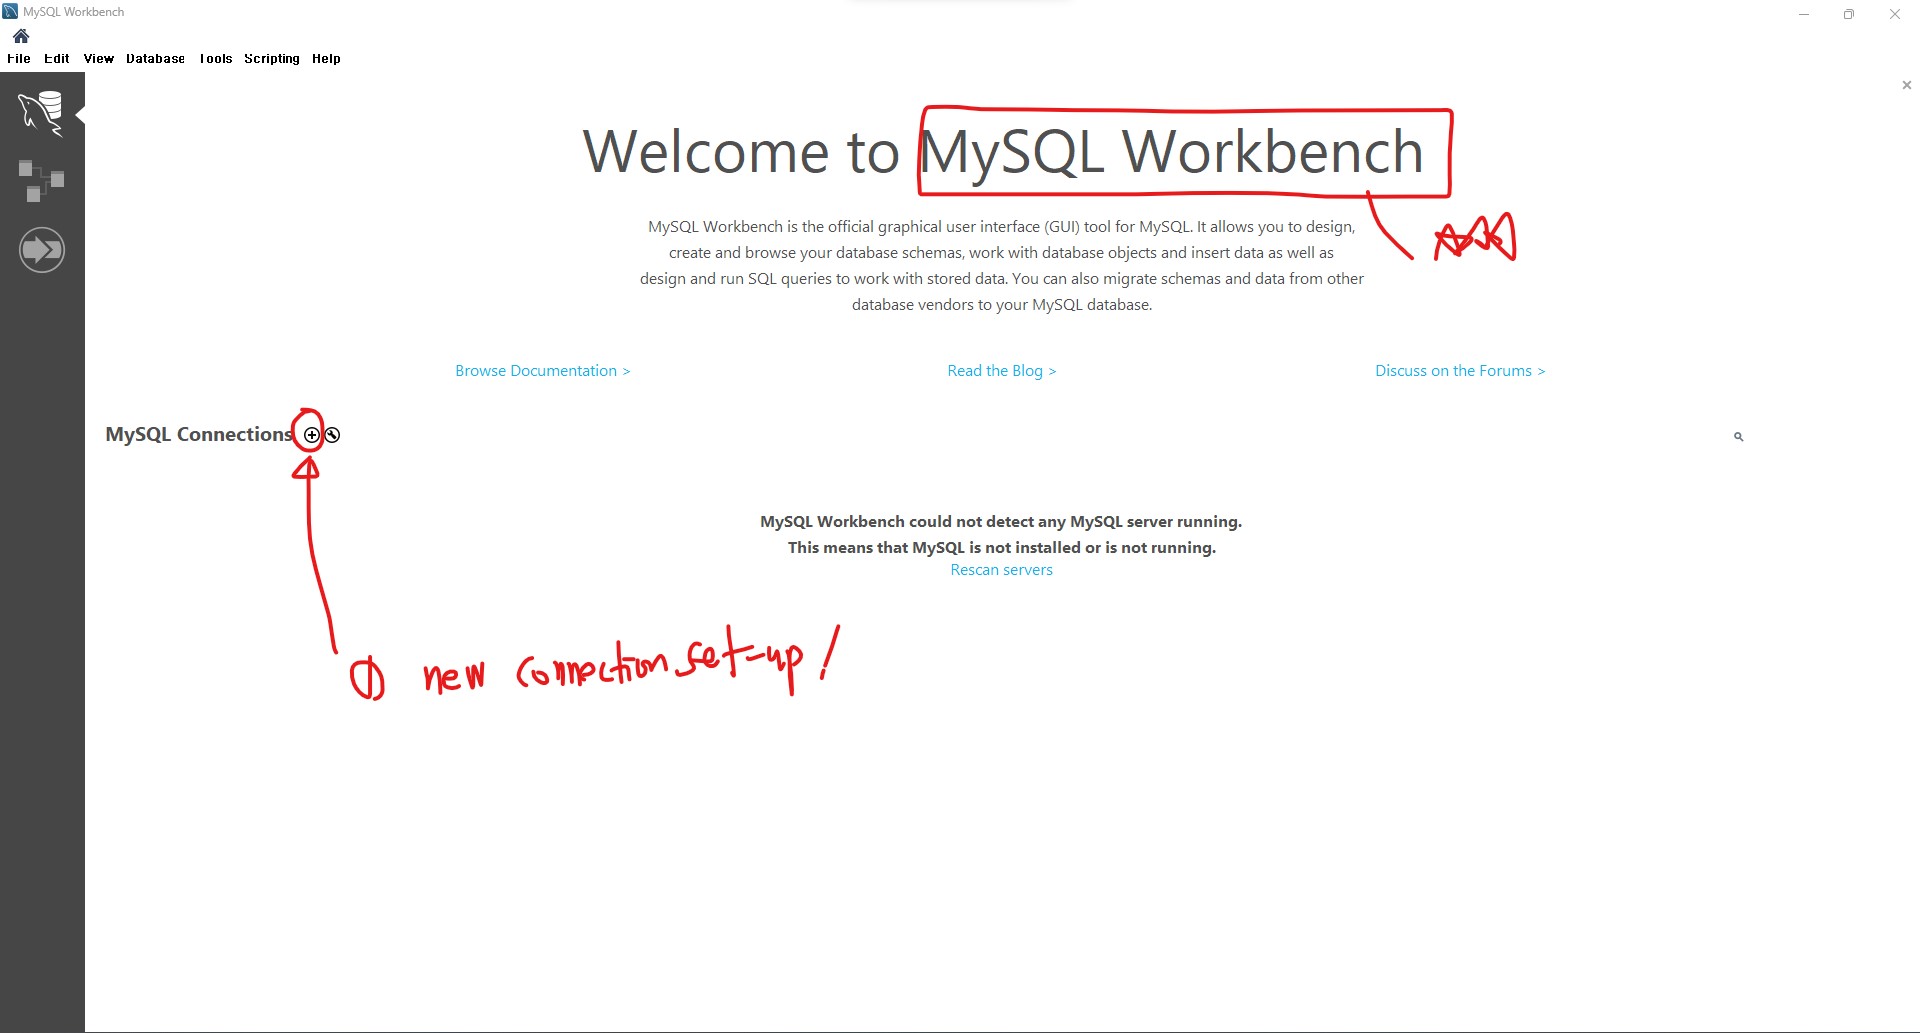 MySQL Workbench
File Edit View Database Tools Scripting Help
Welcome to MySQL Workbench
MySQL Workbench is the official graphical user interface (GUI) tool for MySQL. It allows you to design,
create and browse your database schemas, work with database objects and insert data as well as
design and run SQL queries to work with stored data. You can also migrate schemas and data from other
database vendors to your MySQL database.
Browse Documentation > Read the Blog > Discuss on the Forums >
MySQL Connections
MySQL Workbench could not detect any MySQL server running.
This means that MySQL is not installed or is not running.
Rescan servers
① new connection set-up!